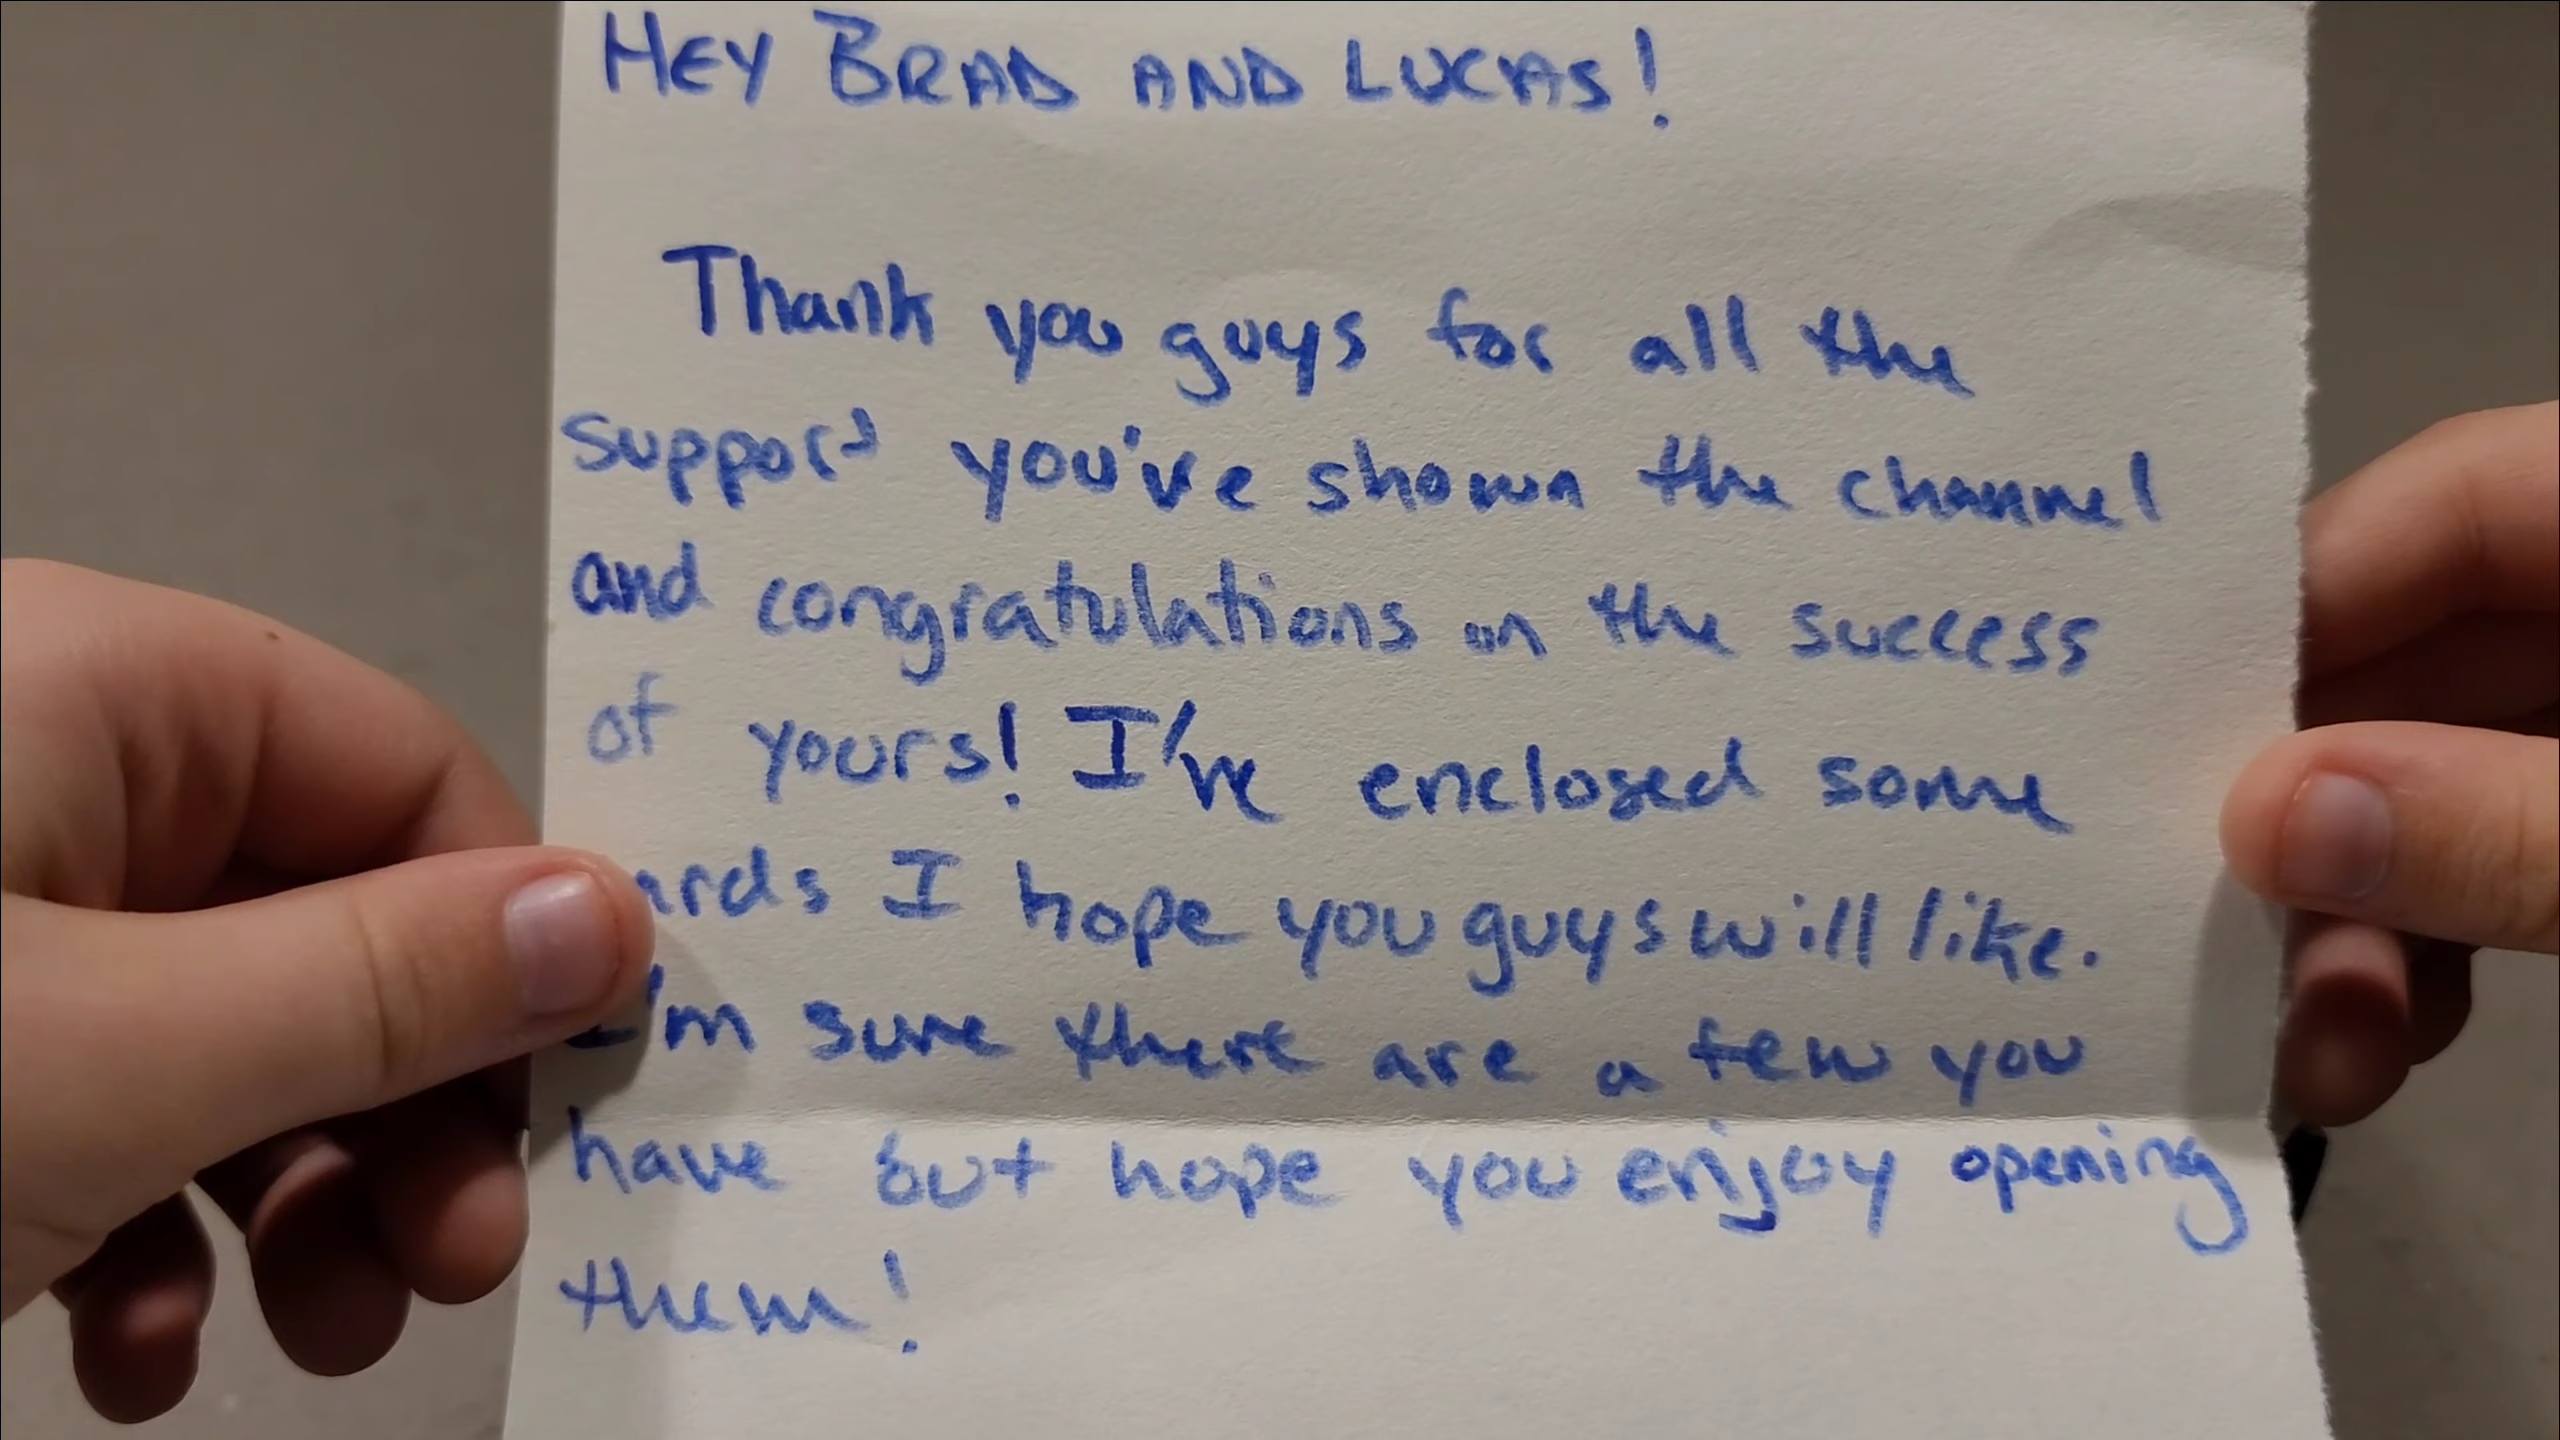 HEY BRAD AND LUCAS!
Thank you guys for all the
support you've shown the channel
and congratulations on the success
of yours! I've enclosed some
ards I hope you guys will like.
I'm sure there are a few you
have but hope you enjoy opening
them!